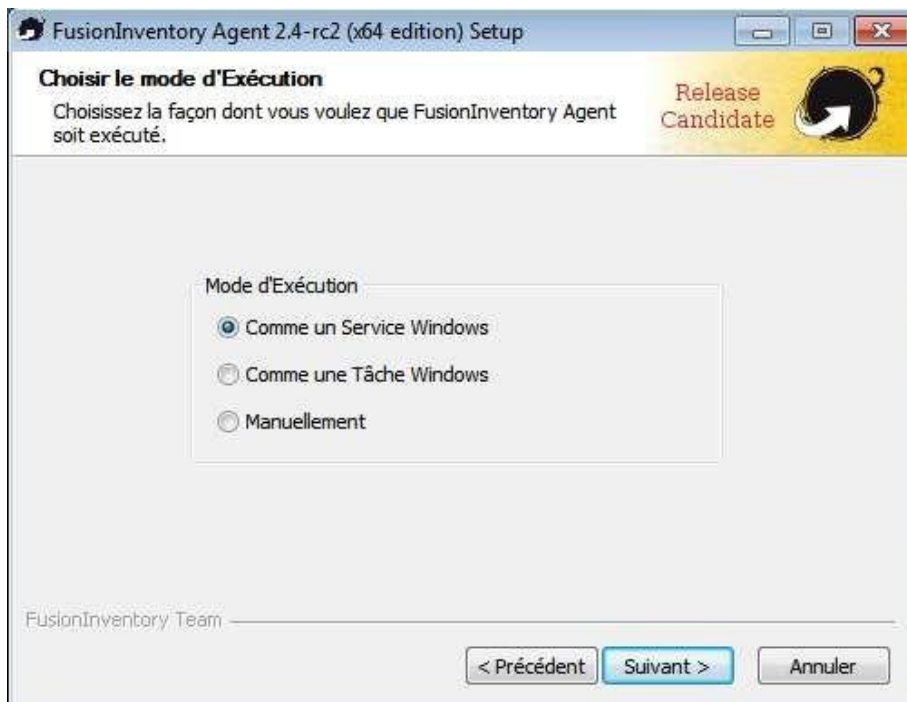 FusionInventory Agent 2.4-rc2 (x64 edition) Setup
Choisir le mode d'Exécution
Choisissez la façon dont vous voulez que FusionInventory Agent
soit exécuté.
Release
Candidate
Mode d'Exécution
Comme un Service Windows
Comme une Tâche Windows
Manuellement
FusionInventory Team
< Précédent
Suivant >
Annuler